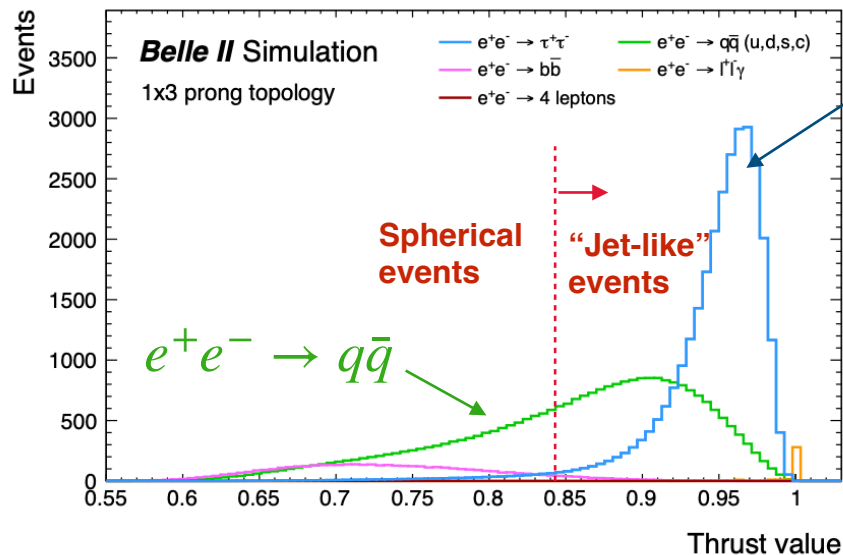 Events
Belle II Simulation
1x3 prong topology
e⁺e⁻ → τ⁺τ⁻
e⁺e⁻ → qq̄ (u,d,s,c)
e⁺e⁻ → bb̄
e⁺e⁻ → l⁺l⁻γ
e⁺e⁻ → 4 leptons
3500
3000
2500
2000
1500
1000
500
0
Spherical
events
“Jet-like”
events
e⁺e⁻ → qq̄
0.55 0.6 0.65 0.7 0.75 0.8 0.85 0.9 0.95 1
Thrust value